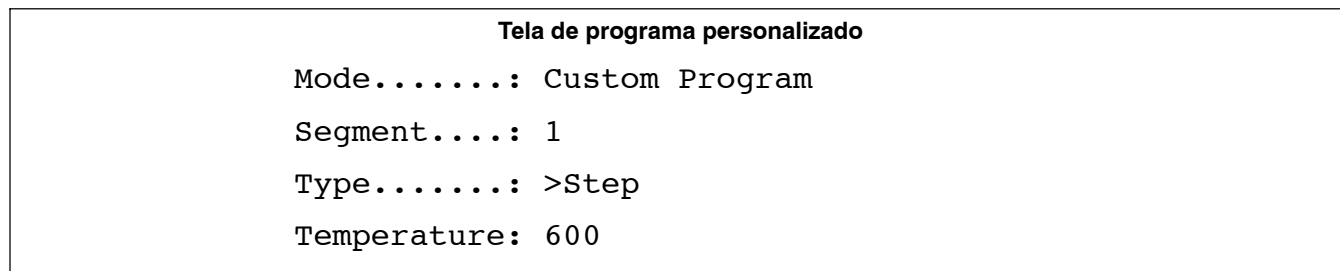 Tela de programa personalizado
Mode.......: Custom Program
Segment....: 1
Type.......: >Step
Temperature: 600